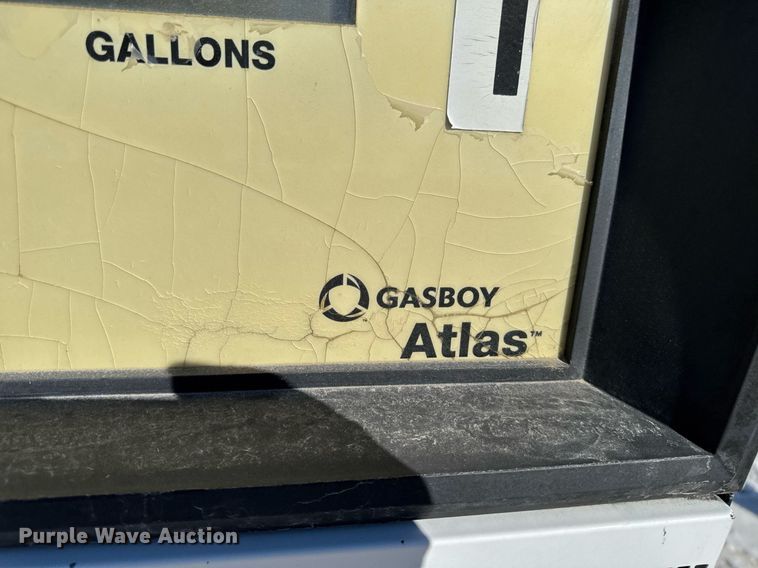 GALLONS
GASBOY
Atlas™
Purple Wave Auction